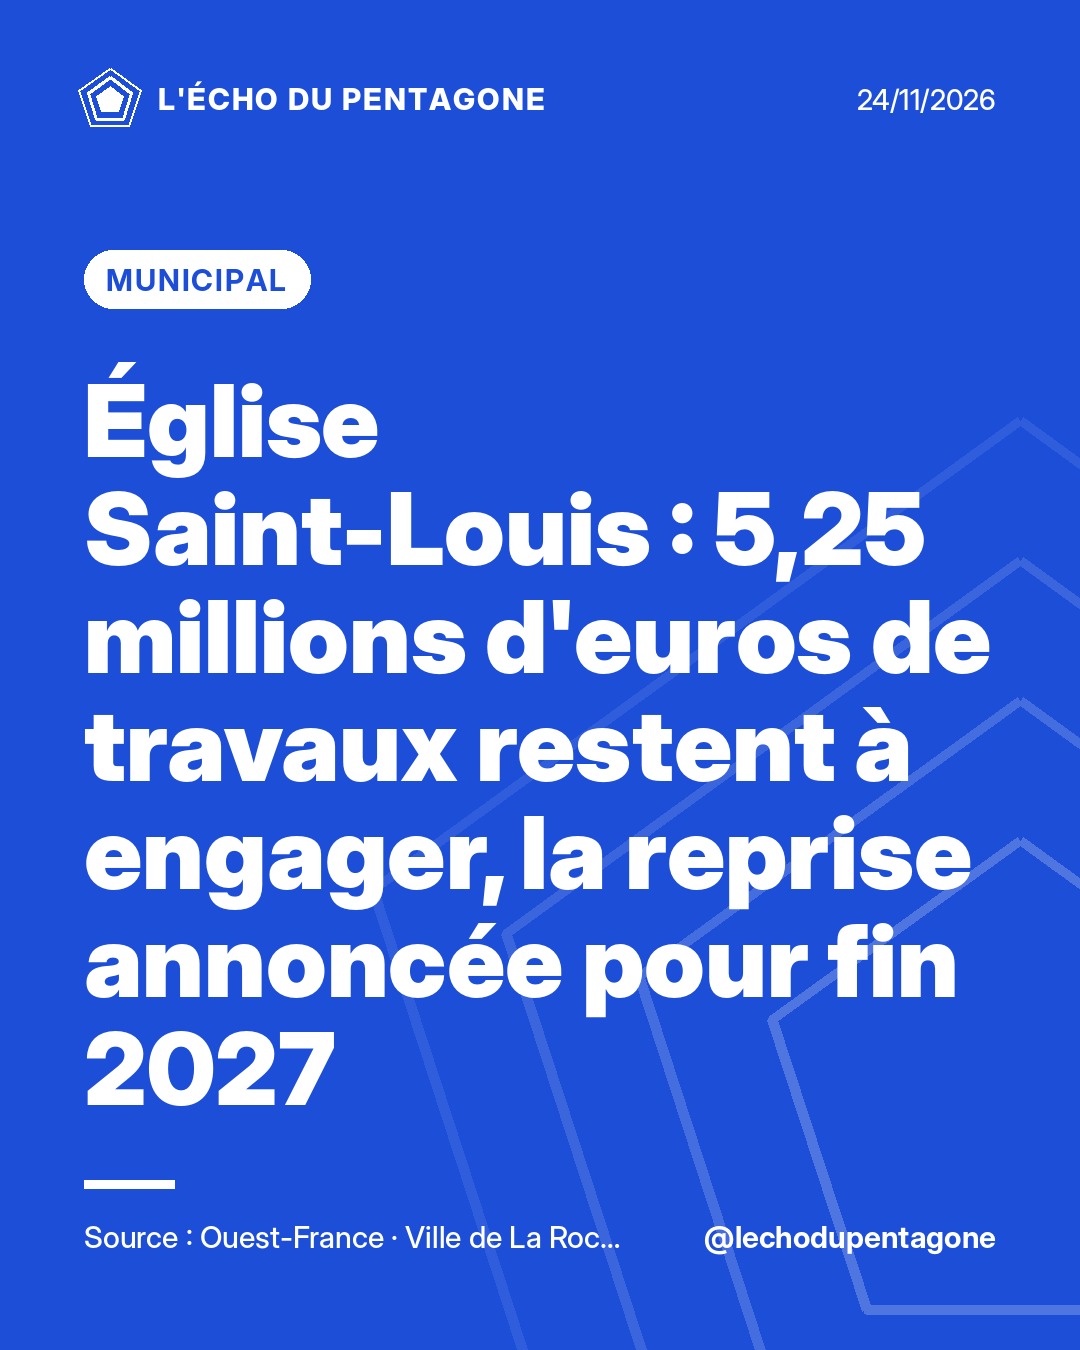 L'ÉCHO DU PENTAGONE
24/11/2026
MUNICIPAL
Église
Saint-Louis : 5,25
millions d'euros de
travaux restent à
engager, la reprise
annoncée pour fin
2027
Source : Ouest-France · Ville de La Roc...
@lechodupentagone